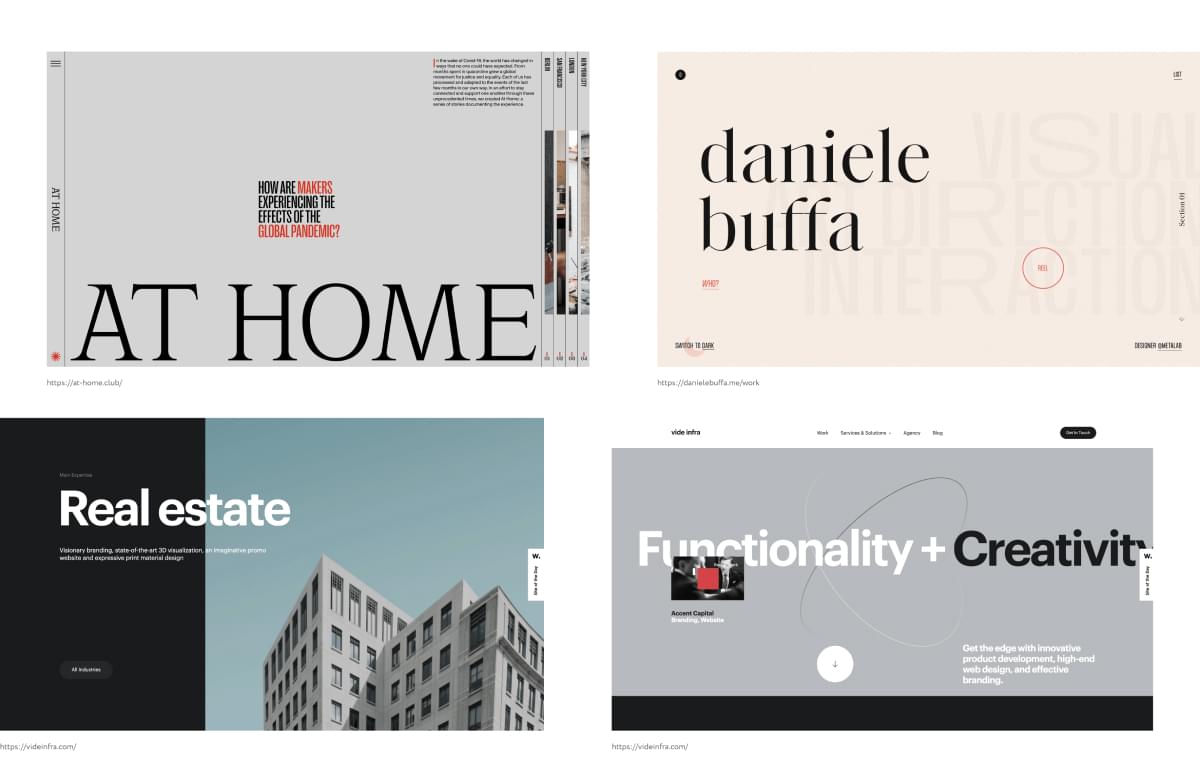 In the wake of Covid-19, the world has changed in
ways that no one could have expected. From
months spent in quarantine grew a global
movement for justice and equality. Each of us has
processed and adapted to the events of the last
few months in our own way. In an effort to stay
connected and support one another through these
unprecedented times, we created At Home: a
series of stories documenting the experience.
BERLIN
SAN FRANCISCO
LONDON
NEW YORK CITY
AT HOME
HOW ARE MAKERS
EXPERIENCING THE
EFFECTS OF THE
GLOBAL PANDEMIC?
AT HOME
01
02
03
04
https://at-home.club/
LIST
daniele
buffa
VISUAL
INTERACTION
Section 01
WHO?
REEL
SWITCH TO DARK
DESIGNER @METALAB
https://danielebuffa.me/work
Main Expertise
Real estate
Visionary branding, state-of-the-art 3D visualization, an imaginative promo
website and expressive print material design
All Industries
W.
Site of the Day
https://videinfra.com/
vide infra
Work
Services & Solutions
Agency
Blog
Get In Touch
Functionality + Creativity
Accent Capital
Branding, Website
Get the edge with innovative
product development, high-end
web design, and effective
branding.
W.
Site of the Day
https://videinfra.com/